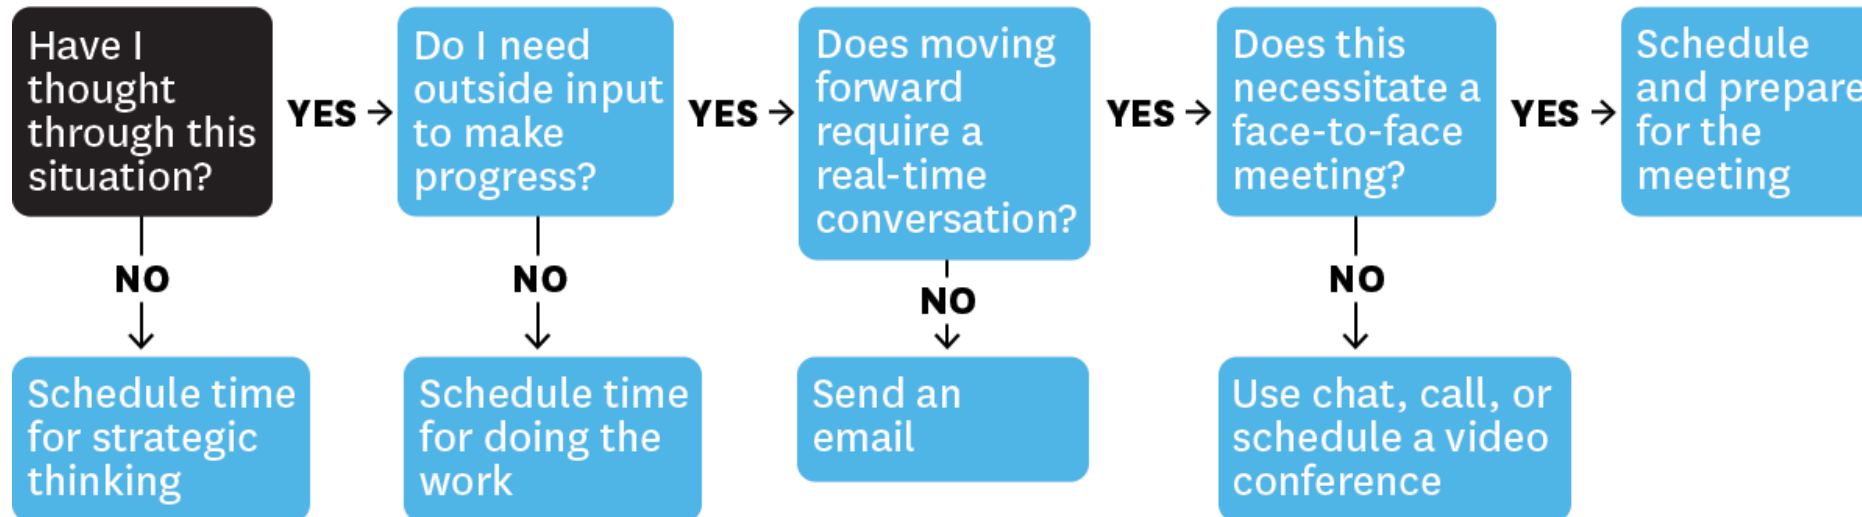 Have I
thought
through this
situation?
YES →
Do I need
outside input
to make
progress?
YES →
Does moving
forward
require a
real-time
conversation?
YES →
Does this
necessitate a
face-to-face
meeting?
YES →
Schedule
and prepare
for the
meeting
NO
NO
NO
NO
Schedule time
for strategic
thinking
Schedule time
for doing the
work
Send an
email
Use chat, call, or
schedule a video
conference